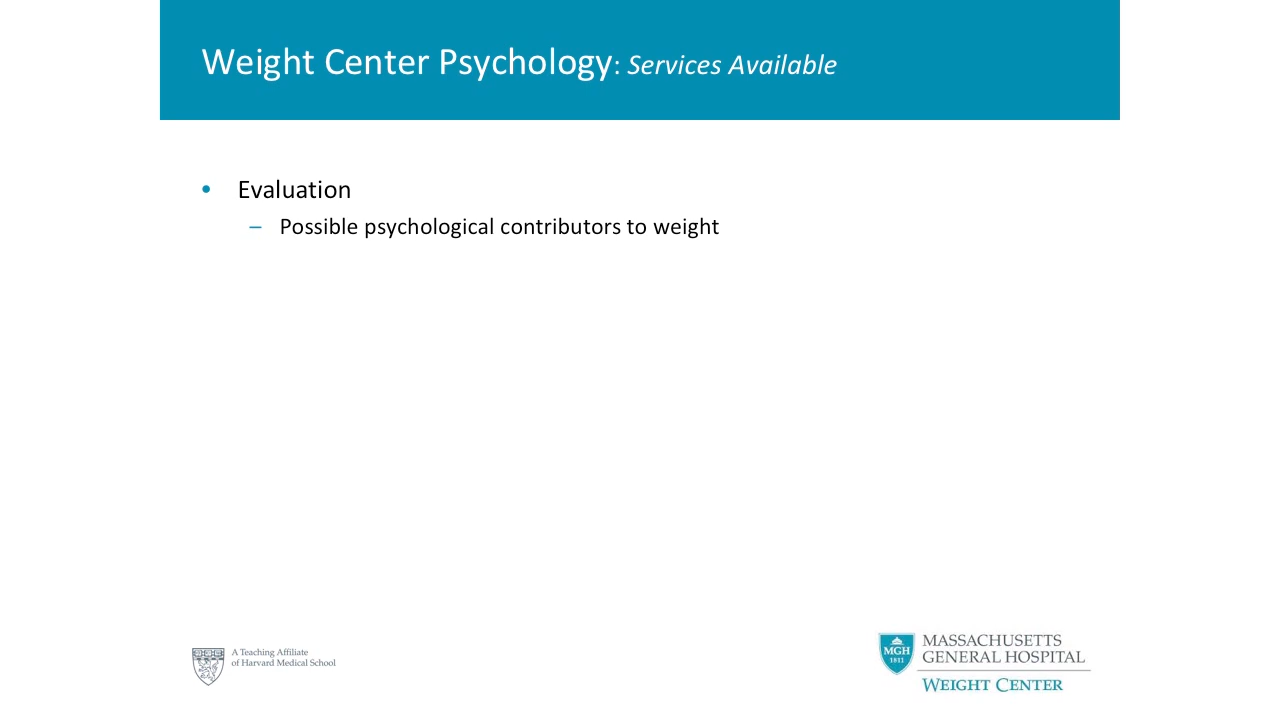 Weight Center Psychology: Services Available
• Evaluation
– Possible psychological contributors to weight
A Teaching Affiliate
of Harvard Medical School
MGH
1811
MASSACHUSETTS
GENERAL HOSPITAL
WEIGHT CENTER